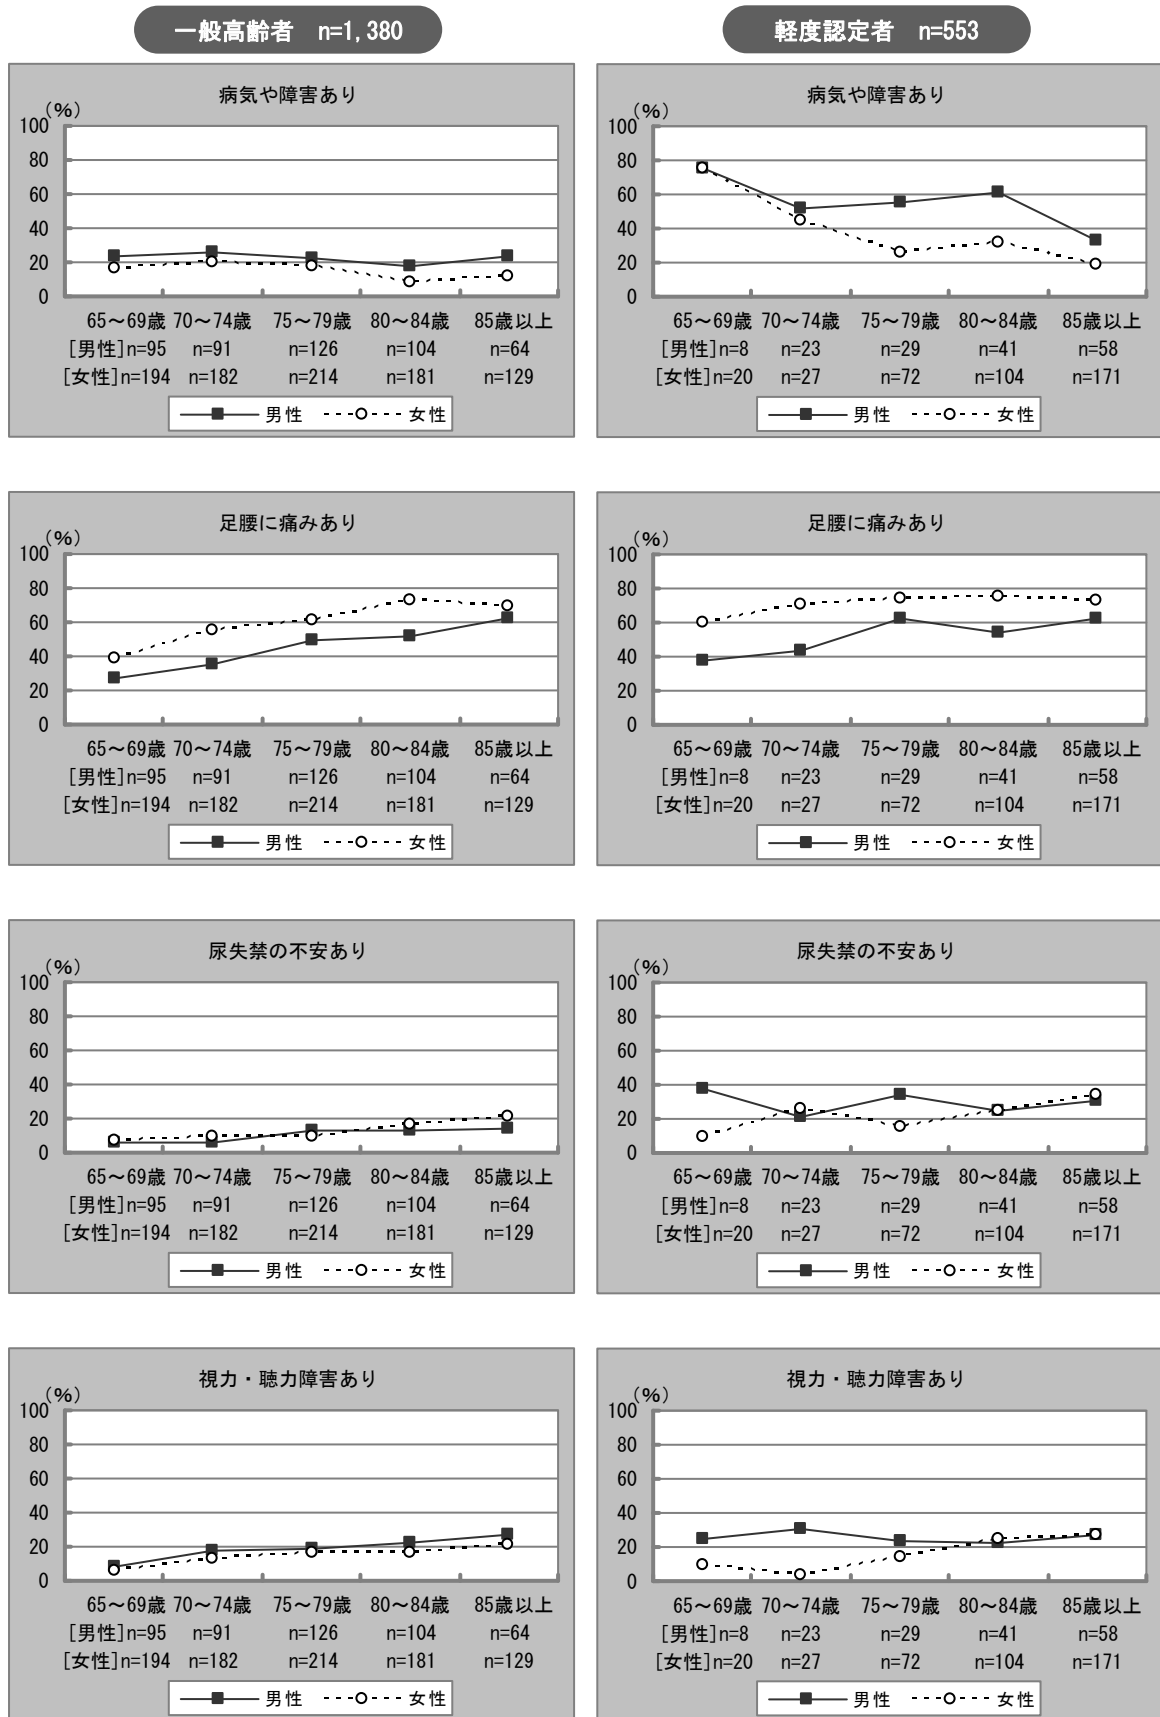 一般高齢者 n=1,380
病気や障害あり
(%)
100
80
60
40
20
0
65～69歳 70～74歳 75～79歳 80～84歳 85歳以上
[男性]n=95 n=91 n=126 n=104 n=64
[女性]n=194 n=182 n=214 n=181 n=129
男性 女性
足腰に痛みあり
(%)
100
80
60
40
20
0
65～69歳 70～74歳 75～79歳 80～84歳 85歳以上
[男性]n=95 n=91 n=126 n=104 n=64
[女性]n=194 n=182 n=214 n=181 n=129
男性 女性
尿失禁の不安あり
(%)
100
80
60
40
20
0
65～69歳 70～74歳 75～79歳 80～84歳 85歳以上
[男性]n=95 n=91 n=126 n=104 n=64
[女性]n=194 n=182 n=214 n=181 n=129
男性 女性
視力・聴力障害あり
(%)
100
80
60
40
20
0
65～69歳 70～74歳 75～79歳 80～84歳 85歳以上
[男性]n=95 n=91 n=126 n=104 n=64
[女性]n=194 n=182 n=214 n=181 n=129
男性 女性
軽度認定者 n=553
病気や障害あり
(%)
100
80
60
40
20
0
65～69歳 70～74歳 75～79歳 80～84歳 85歳以上
[男性]n=8 n=23 n=29 n=41 n=58
[女性]n=20 n=27 n=72 n=104 n=171
男性 女性
足腰に痛みあり
(%)
100
80
60
40
20
0
65～69歳 70～74歳 75～79歳 80～84歳 85歳以上
[男性]n=8 n=23 n=29 n=41 n=58
[女性]n=20 n=27 n=72 n=104 n=171
男性 女性
尿失禁の不安あり
(%)
100
80
60
40
20
0
65～69歳 70～74歳 75～79歳 80～84歳 85歳以上
[男性]n=8 n=23 n=29 n=41 n=58
[女性]n=20 n=27 n=72 n=104 n=171
男性 女性
視力・聴力障害あり
(%)
100
80
60
40
20
0
65～69歳 70～74歳 75～79歳 80～84歳 85歳以上
[男性]n=8 n=23 n=29 n=41 n=58
[女性]n=20 n=27 n=72 n=104 n=171
男性 女性